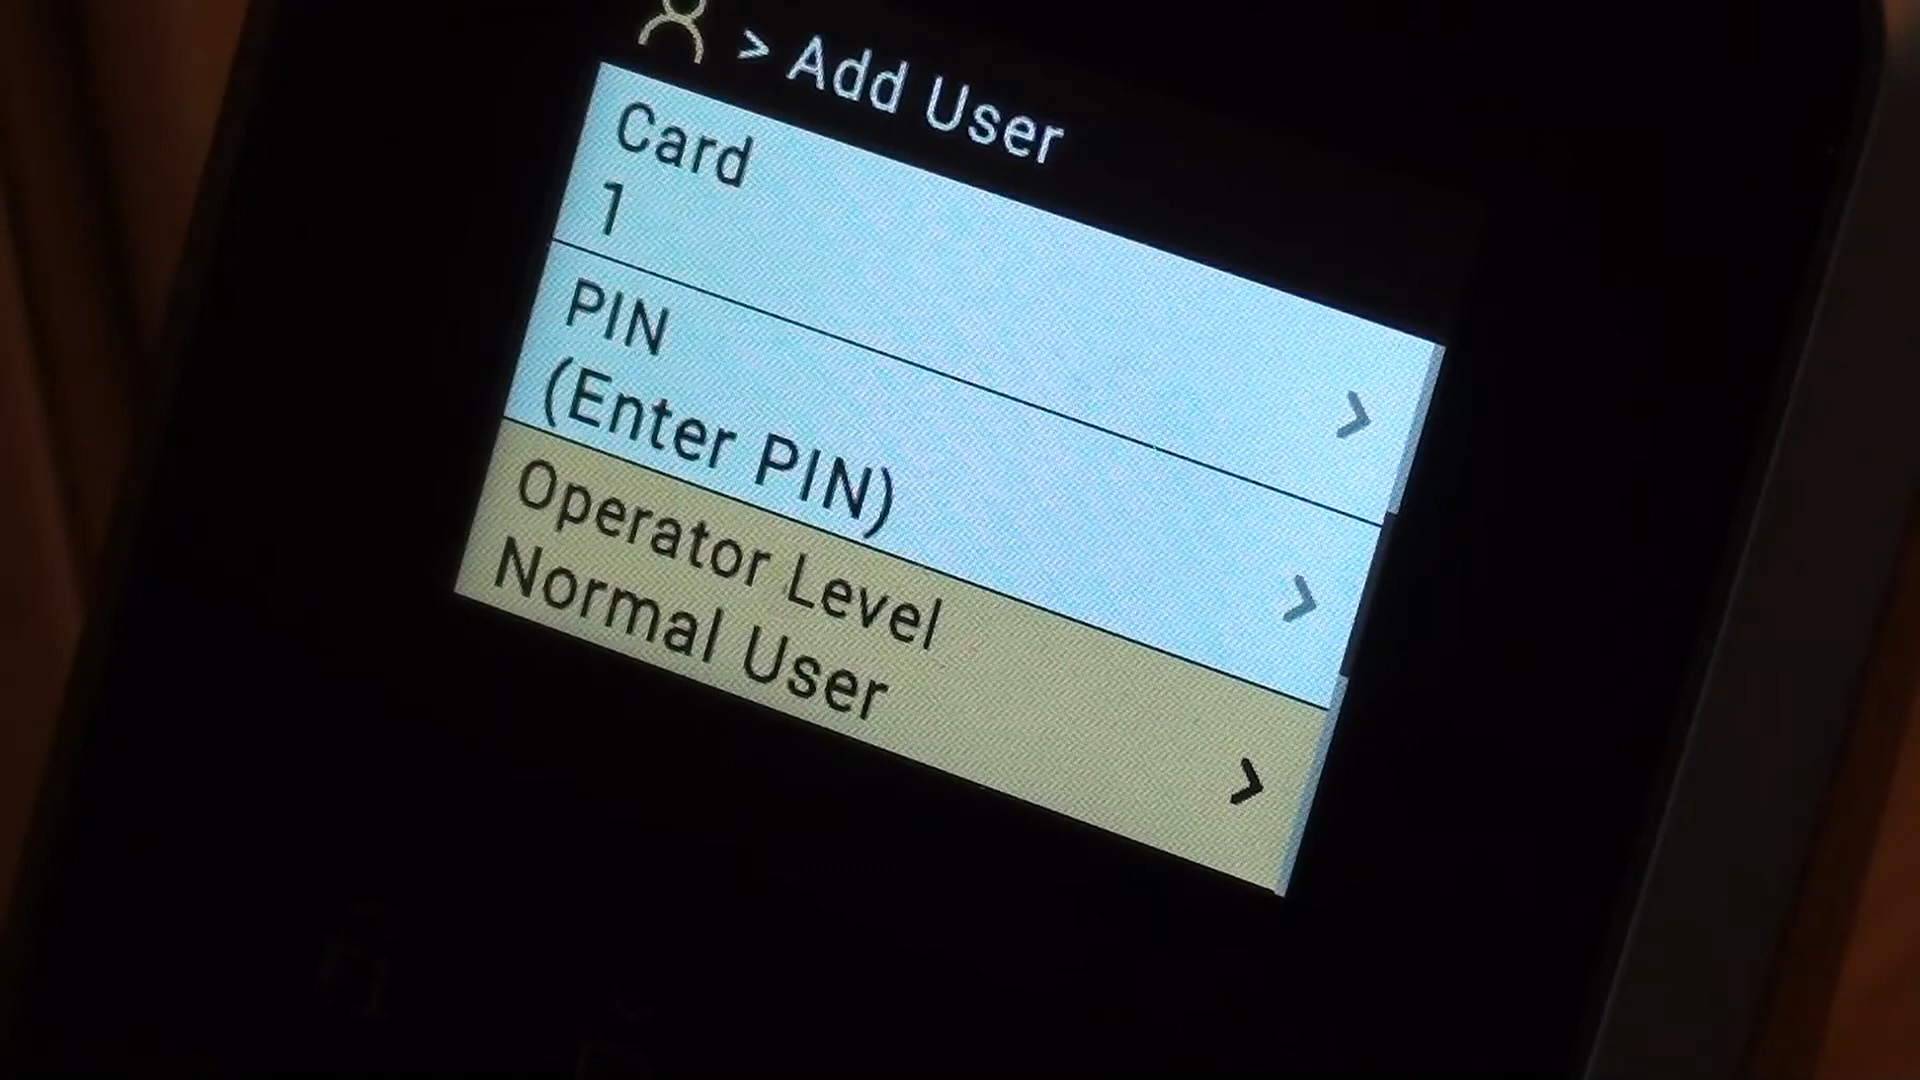 > Add User
Card
1
PIN
(Enter PIN)
Operator Level
Normal User